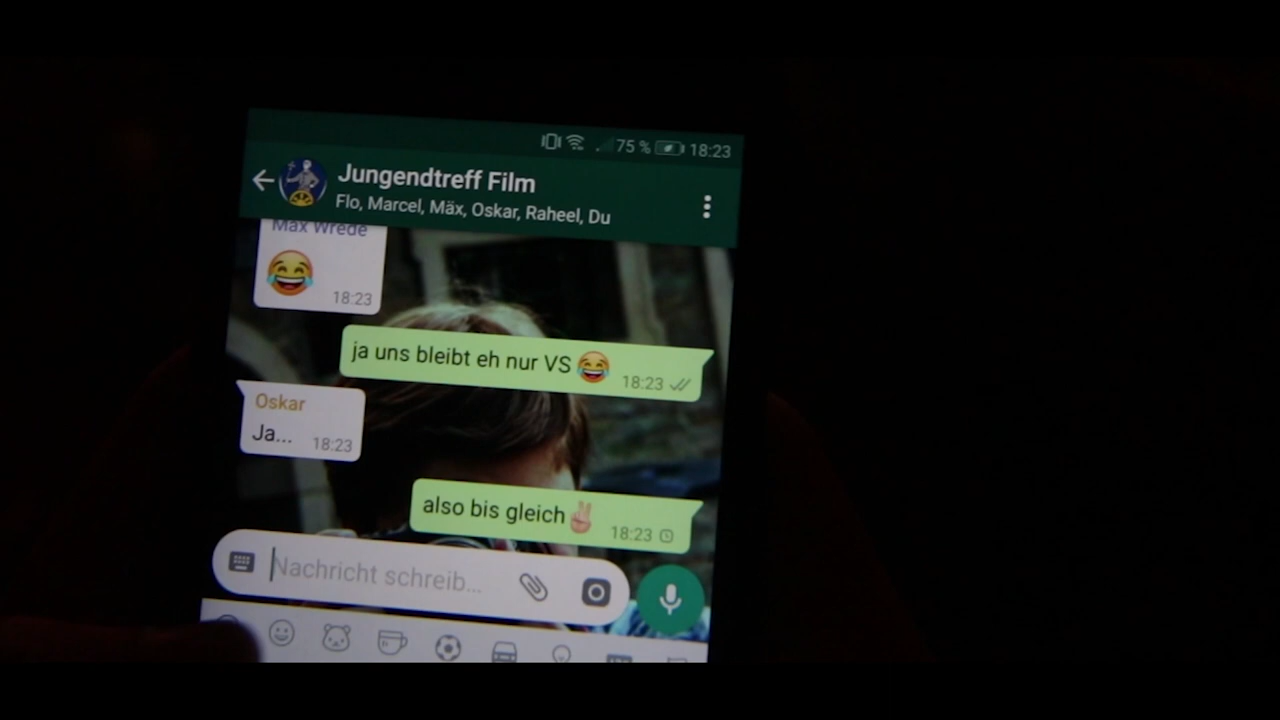 75 % 18:23
Jungendtreff Film
Flo, Marcel, Mäx, Oskar, Raheel, Du
Max Wrede
😂
18:23
ja uns bleibt eh nur VS 😂 18:23
Oskar
Ja... 18:23
also bis gleich✌ 18:23
Nachricht schreib...